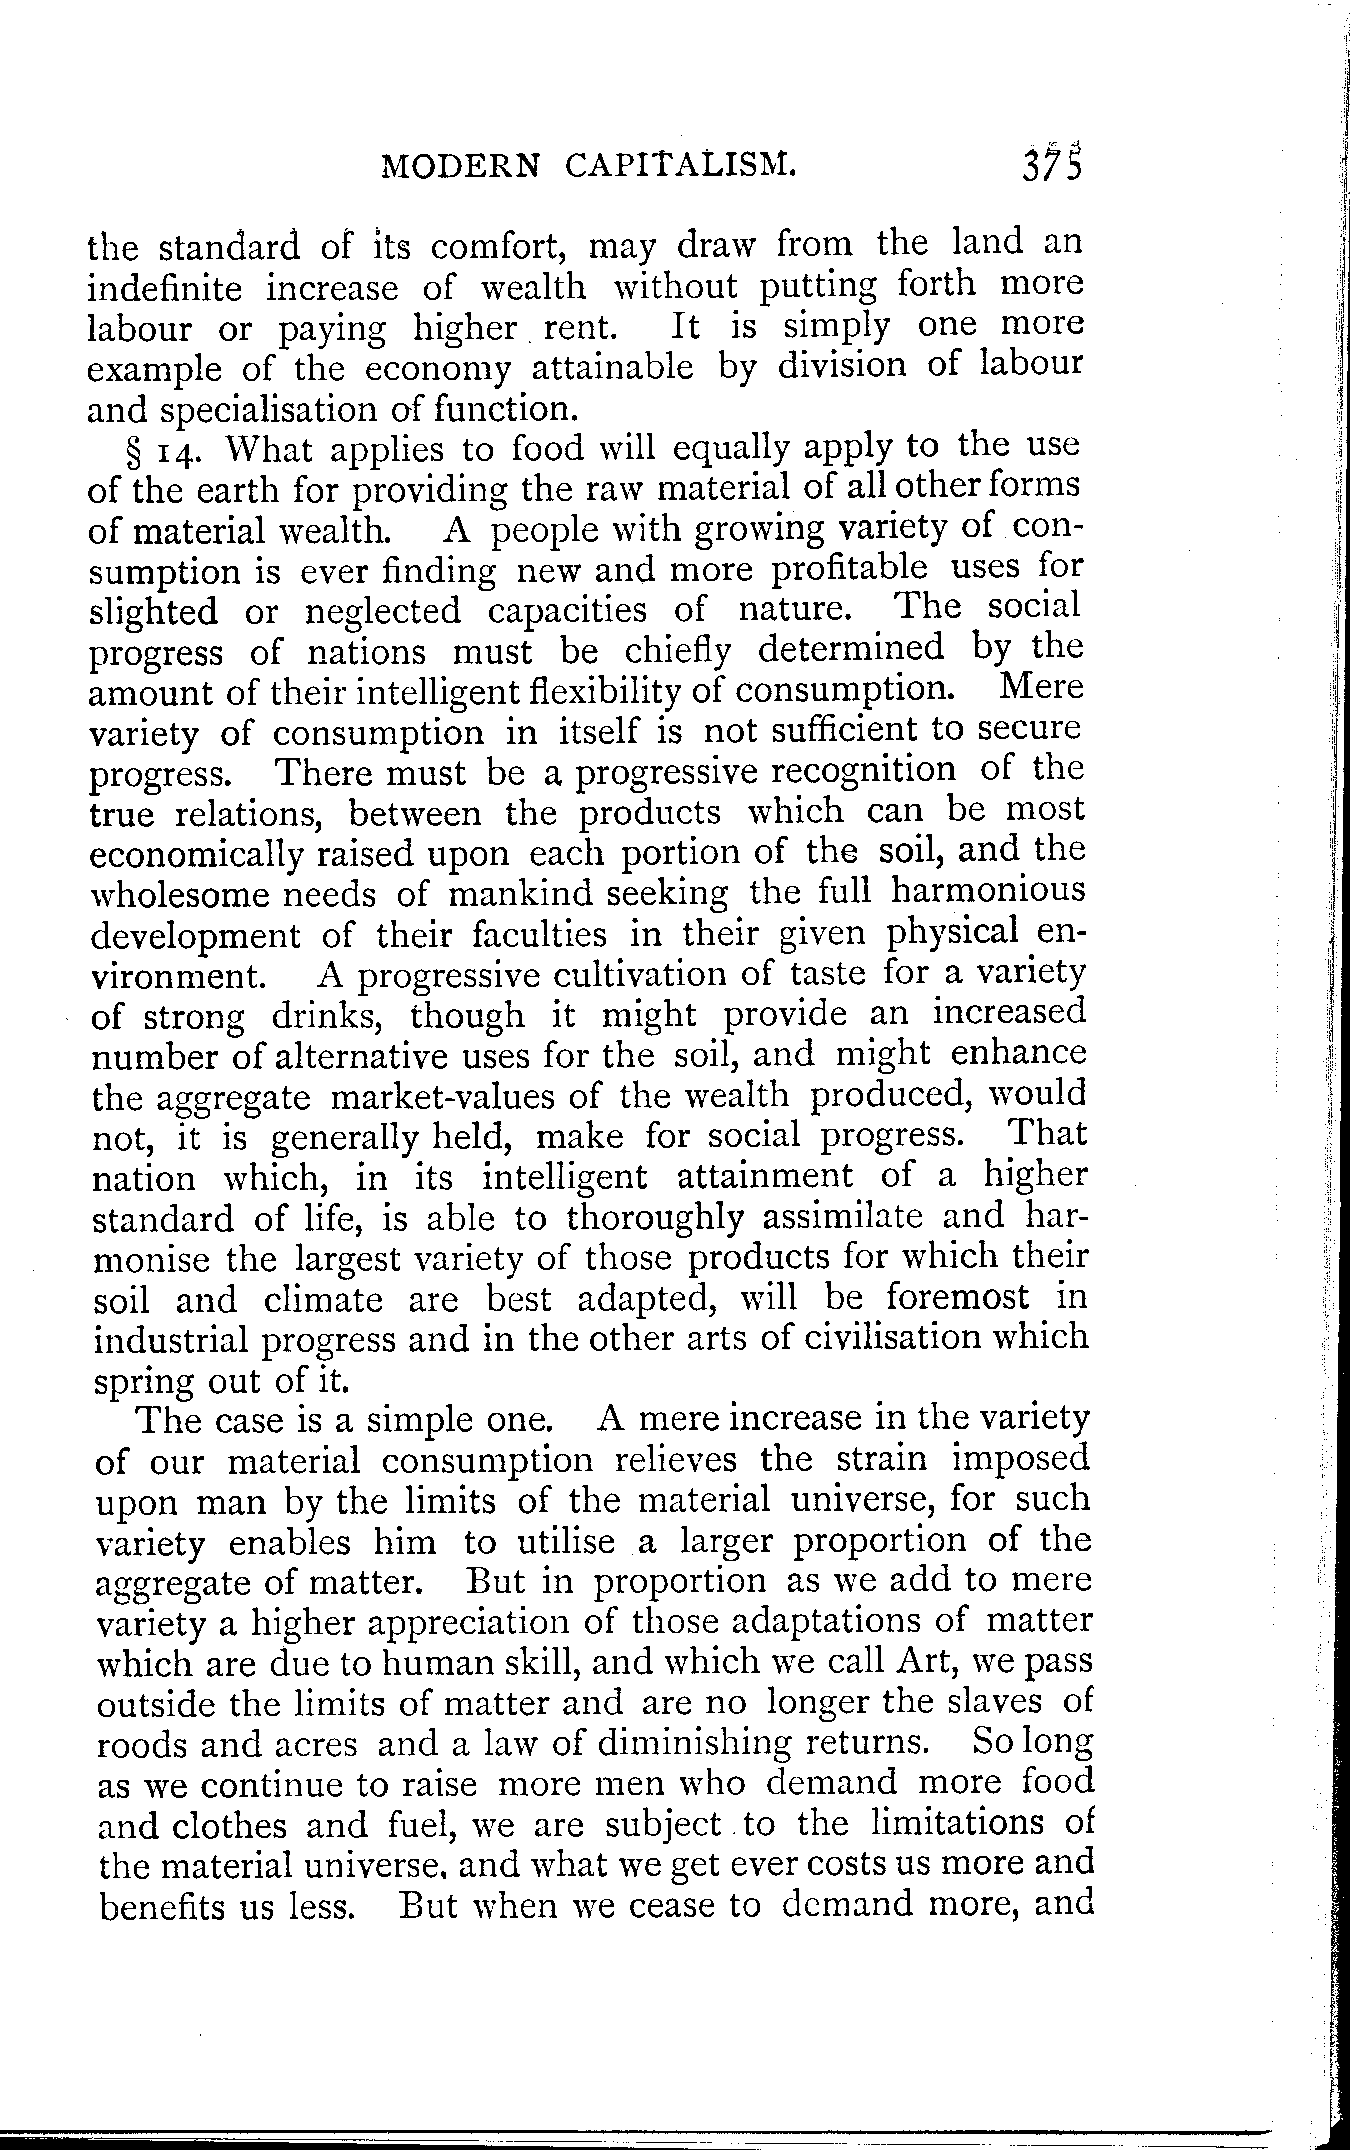 MODERN CAPITALISM. 375
the standard of its comfort, may draw from the land an
indefinite increase of wealth without putting forth more
labour or paying higher rent. It is simply one more
example of the economy attainable by division of labour
and specialisation of function.
§ 14. What applies to food will equally apply to the use
of the earth for providing the raw material of all other forms
of material wealth. A people with growing variety of con-
sumption is ever finding new and more profitable uses for
slighted or neglected capacities of nature. The social
progress of nations must be chiefly determined by the
amount of their intelligent flexibility of consumption. Mere
variety of consumption in itself is not sufficient to secure
progress. There must be a progressive recognition of the
true relations, between the products which can be most
economically raised upon each portion of the soil, and the
wholesome needs of mankind seeking the full harmonious
development of their faculties in their given physical en-
vironment. A progressive cultivation of taste for a variety
of strong drinks, though it might provide an increased
number of alternative uses for the soil, and might enhance
the aggregate market-values of the wealth produced, would
not, it is generally held, make for social progress. That
nation which, in its intelligent attainment of a higher
standard of life, is able to thoroughly assimilate and har-
monise the largest variety of those products for which their
soil and climate are best adapted, will be foremost in
industrial progress and in the other arts of civilisation which
spring out of it.
The case is a simple one. A mere increase in the variety
of our material consumption relieves the strain imposed
upon man by the limits of the material universe, for such
variety enables him to utilise a larger proportion of the
aggregate of matter. But in proportion as we add to mere
variety a higher appreciation of those adaptations of matter
which are due to human skill, and which we call Art, we pass
outside the limits of matter and are no longer the slaves of
roods and acres and a law of diminishing returns. So long
as we continue to raise more men who demand more food
and clothes and fuel, we are subject to the limitations of
the material universe, and what we get ever costs us more and
benefits us less. But when we cease to demand more, and